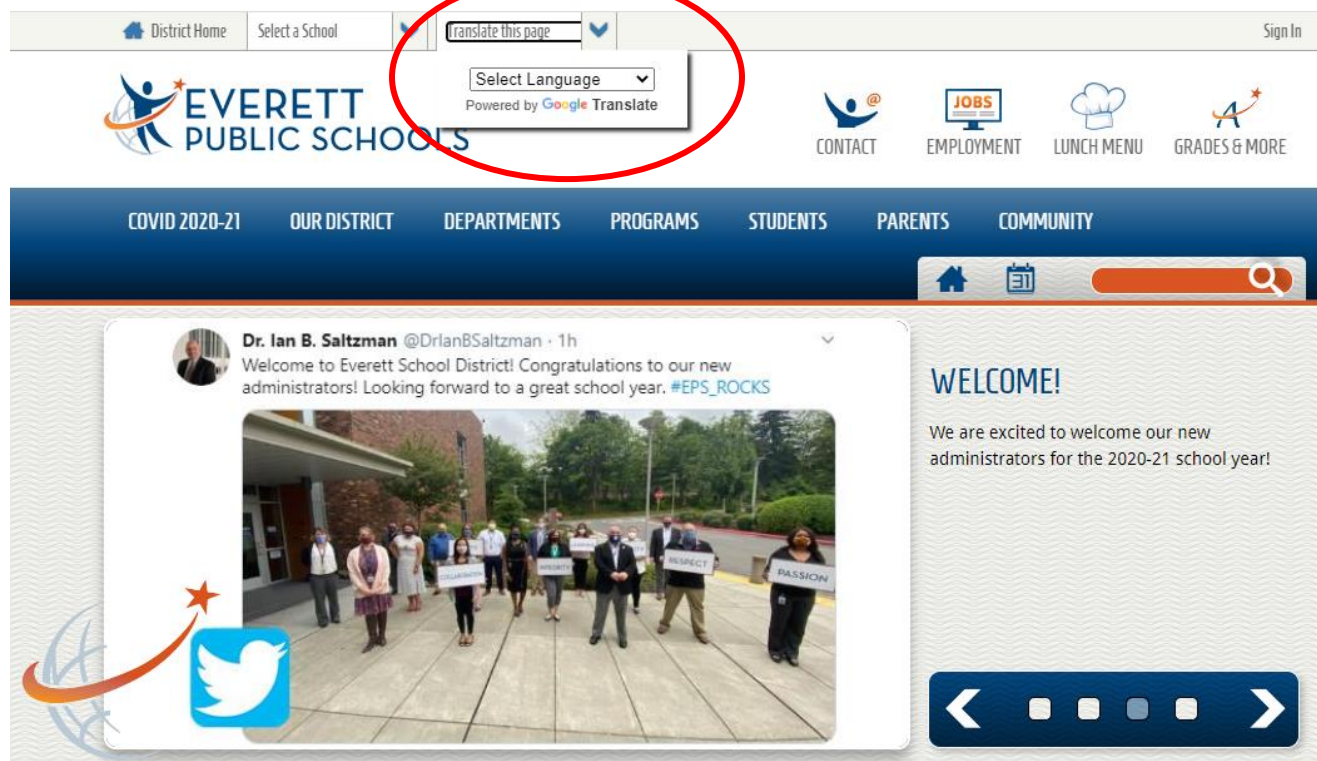 District Home
Select a School
Translate this page
Sign In
Select Language
Powered by Google Translate
EVERETT
PUBLIC SCHOOLS
@
CONTACT
JOBS
EMPLOYMENT
LUNCH MENU
GRADES & MORE
COVID 2020-21
OUR DISTRICT
DEPARTMENTS
PROGRAMS
STUDENTS
PARENTS
COMMUNITY
31
Dr. Ian B. Saltzman @DrIanBSaltzman · 1h
Welcome to Everett School District! Congratulations to our new
administrators! Looking forward to a great school year. #EPS_ROCKS
COLLABORATION
INTEGRITY
RESPECT
PASSION
WELCOME!
We are excited to welcome our new
administrators for the 2020-21 school year!